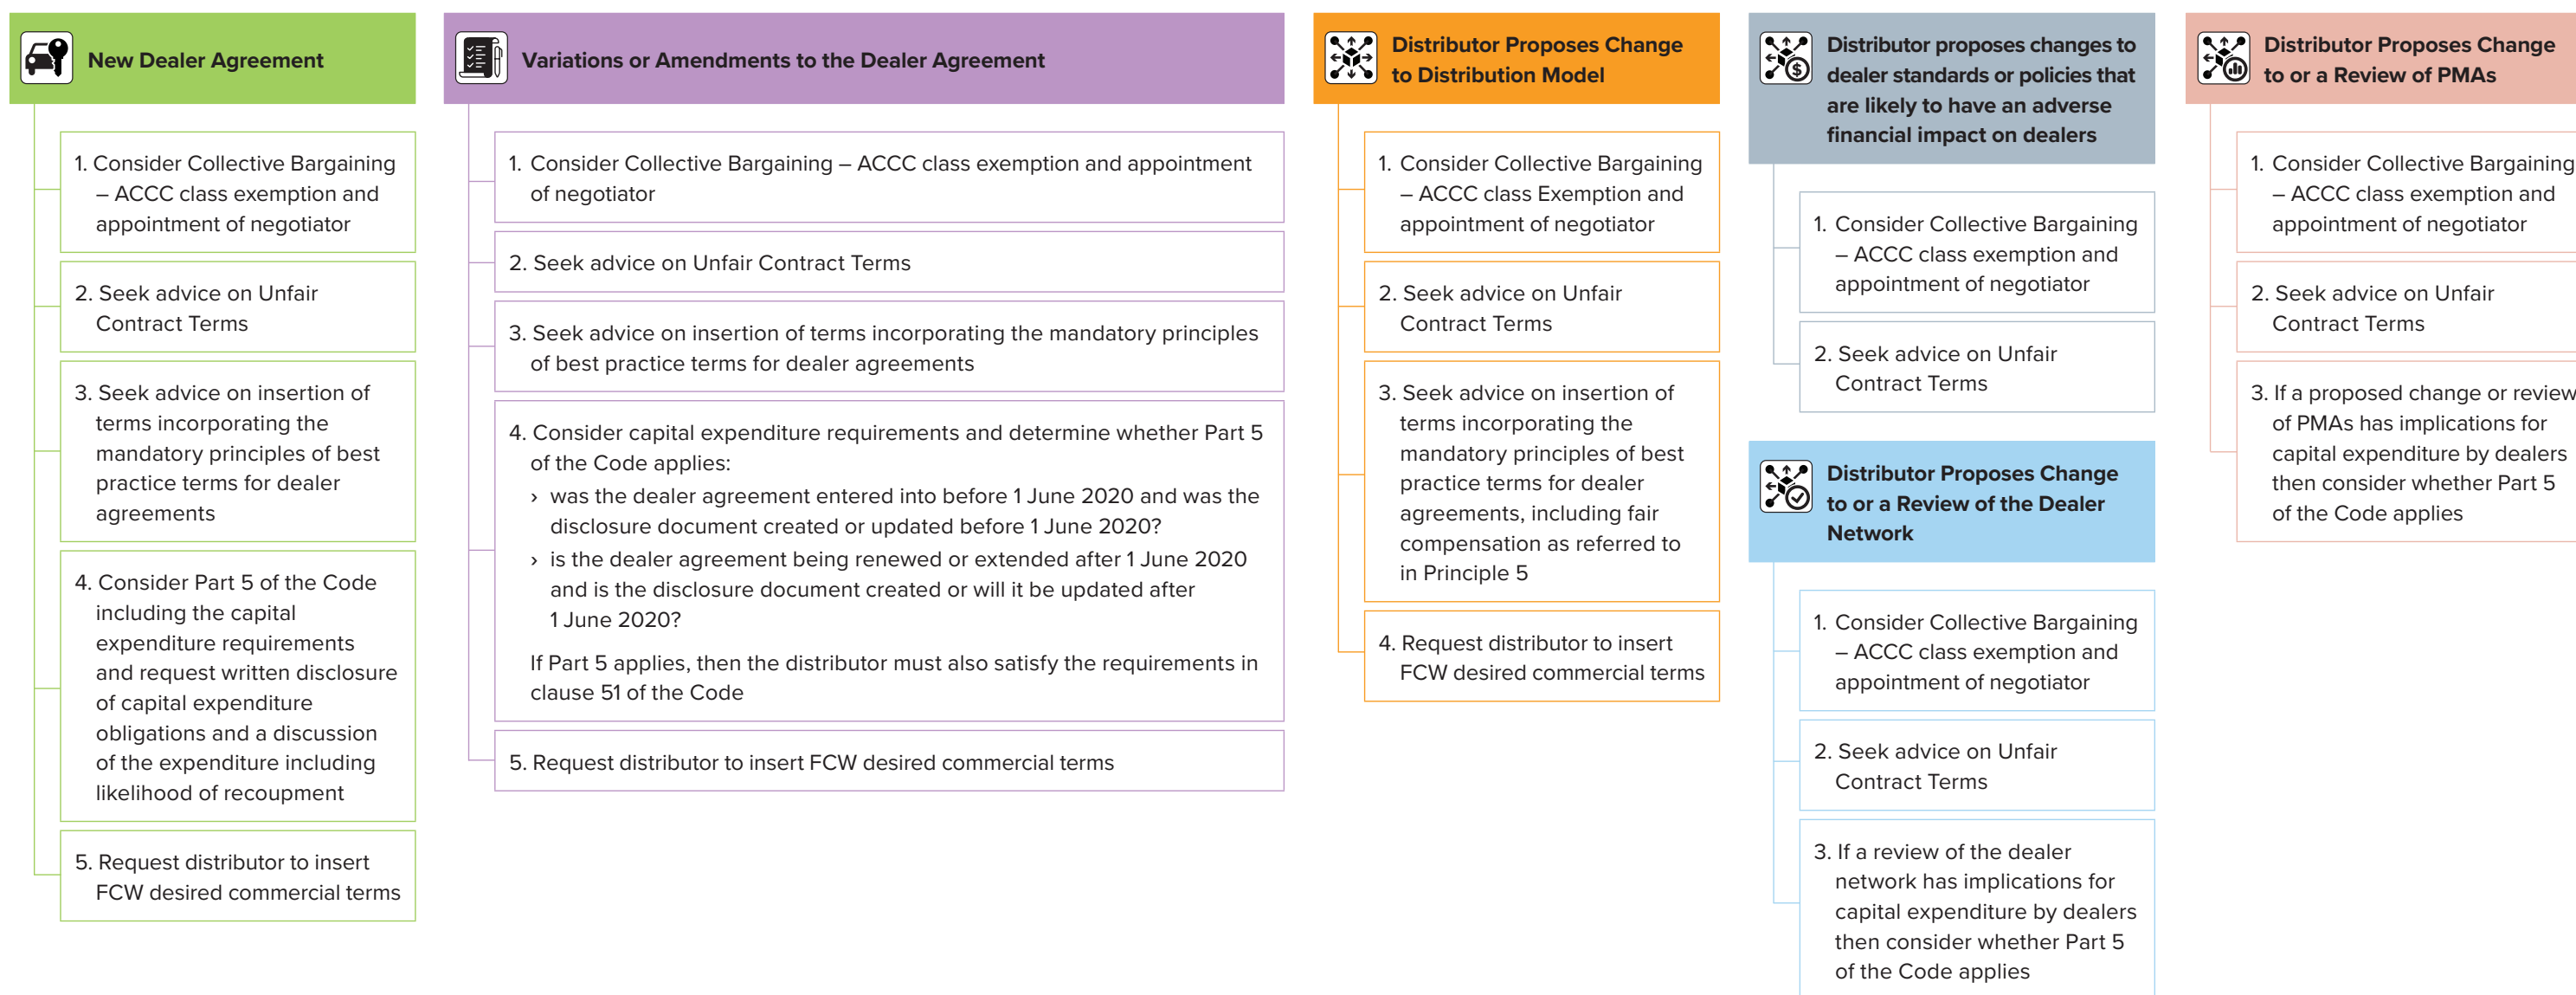 New Dealer Agreement
1. Consider Collective Bargaining
– ACCC class exemption and
appointment of negotiator
2. Seek advice on Unfair
Contract Terms
3. Seek advice on insertion of
terms incorporating the
mandatory principles of best
practice terms for dealer
agreements
4. Consider Part 5 of the Code
including the capital
expenditure requirements
and request written disclosure
of capital expenditure
obligations and a discussion
of the expenditure including
likelihood of recoupment
5. Request distributor to insert
FCW desired commercial terms
Variations or Amendments to the Dealer Agreement
1. Consider Collective Bargaining – ACCC class exemption and appointment
of negotiator
2. Seek advice on Unfair Contract Terms
3. Seek advice on insertion of terms incorporating the mandatory principles
of best practice terms for dealer agreements
4. Consider capital expenditure requirements and determine whether Part 5
of the Code applies:
› was the dealer agreement entered into before 1 June 2020 and was the
disclosure document created or updated before 1 June 2020?
› is the dealer agreement being renewed or extended after 1 June 2020
and is the disclosure document created or will it be updated after
1 June 2020?
If Part 5 applies, then the distributor must also satisfy the requirements in
clause 51 of the Code
5. Request distributor to insert FCW desired commercial terms
Distributor Proposes Change
to Distribution Model
1. Consider Collective Bargaining
– ACCC class Exemption and
appointment of negotiator
2. Seek advice on Unfair
Contract Terms
3. Seek advice on insertion of
terms incorporating the
mandatory principles of best
practice terms for dealer
agreements, including fair
compensation as referred to
in Principle 5
4. Request distributor to insert
FCW desired commercial terms
Distributor proposes changes to
dealer standards or policies that
are likely to have an adverse
financial impact on dealers
1. Consider Collective Bargaining
– ACCC class exemption and
appointment of negotiator
2. Seek advice on Unfair
Contract Terms
Distributor Proposes Change
to or a Review of the Dealer
Network
1. Consider Collective Bargaining
– ACCC class exemption and
appointment of negotiator
2. Seek advice on Unfair
Contract Terms
3. If a review of the dealer
network has implications for
capital expenditure by dealers
then consider whether Part 5
of the Code applies
Distributor Proposes Change
to or a Review of PMAs
1. Consider Collective Bargaining
– ACCC class exemption and
appointment of negotiator
2. Seek advice on Unfair
Contract Terms
3. If a proposed change or review
of PMAs has implications for
capital expenditure by dealers
then consider whether Part 5
of the Code applies